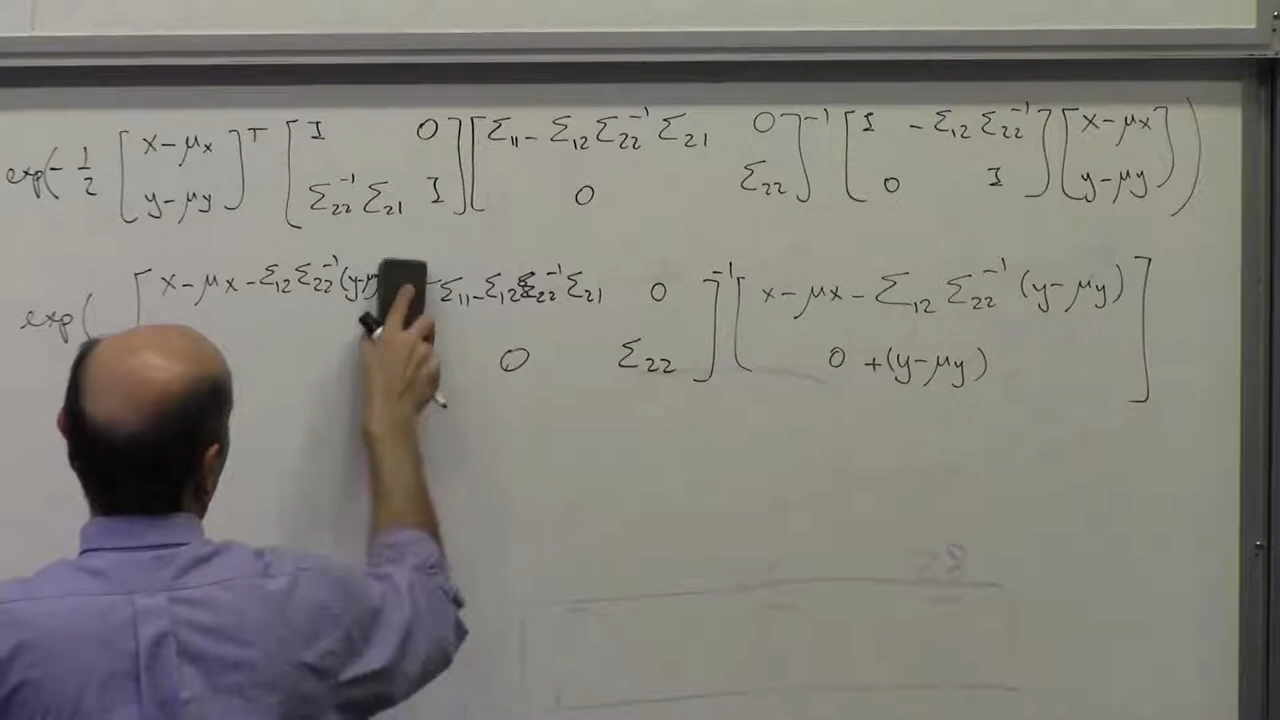 exp(-1/2 [x-μx y-μy]^T [I 0 Σ22^-1 Σ21 I] [Σ11 - Σ12 Σ22^-1 Σ21 0 0 Σ22]^-1 [I -Σ12 Σ22^-1 0 I] [x-μx y-μy])
exp( [x-μx - Σ12 Σ22^-1 (y-μ [Σ11 - Σ12 Σ22^-1 Σ21 0 0 Σ22]^-1 [x-μx - Σ12 Σ22^-1 (y-μy) 0 + (y-μy)]